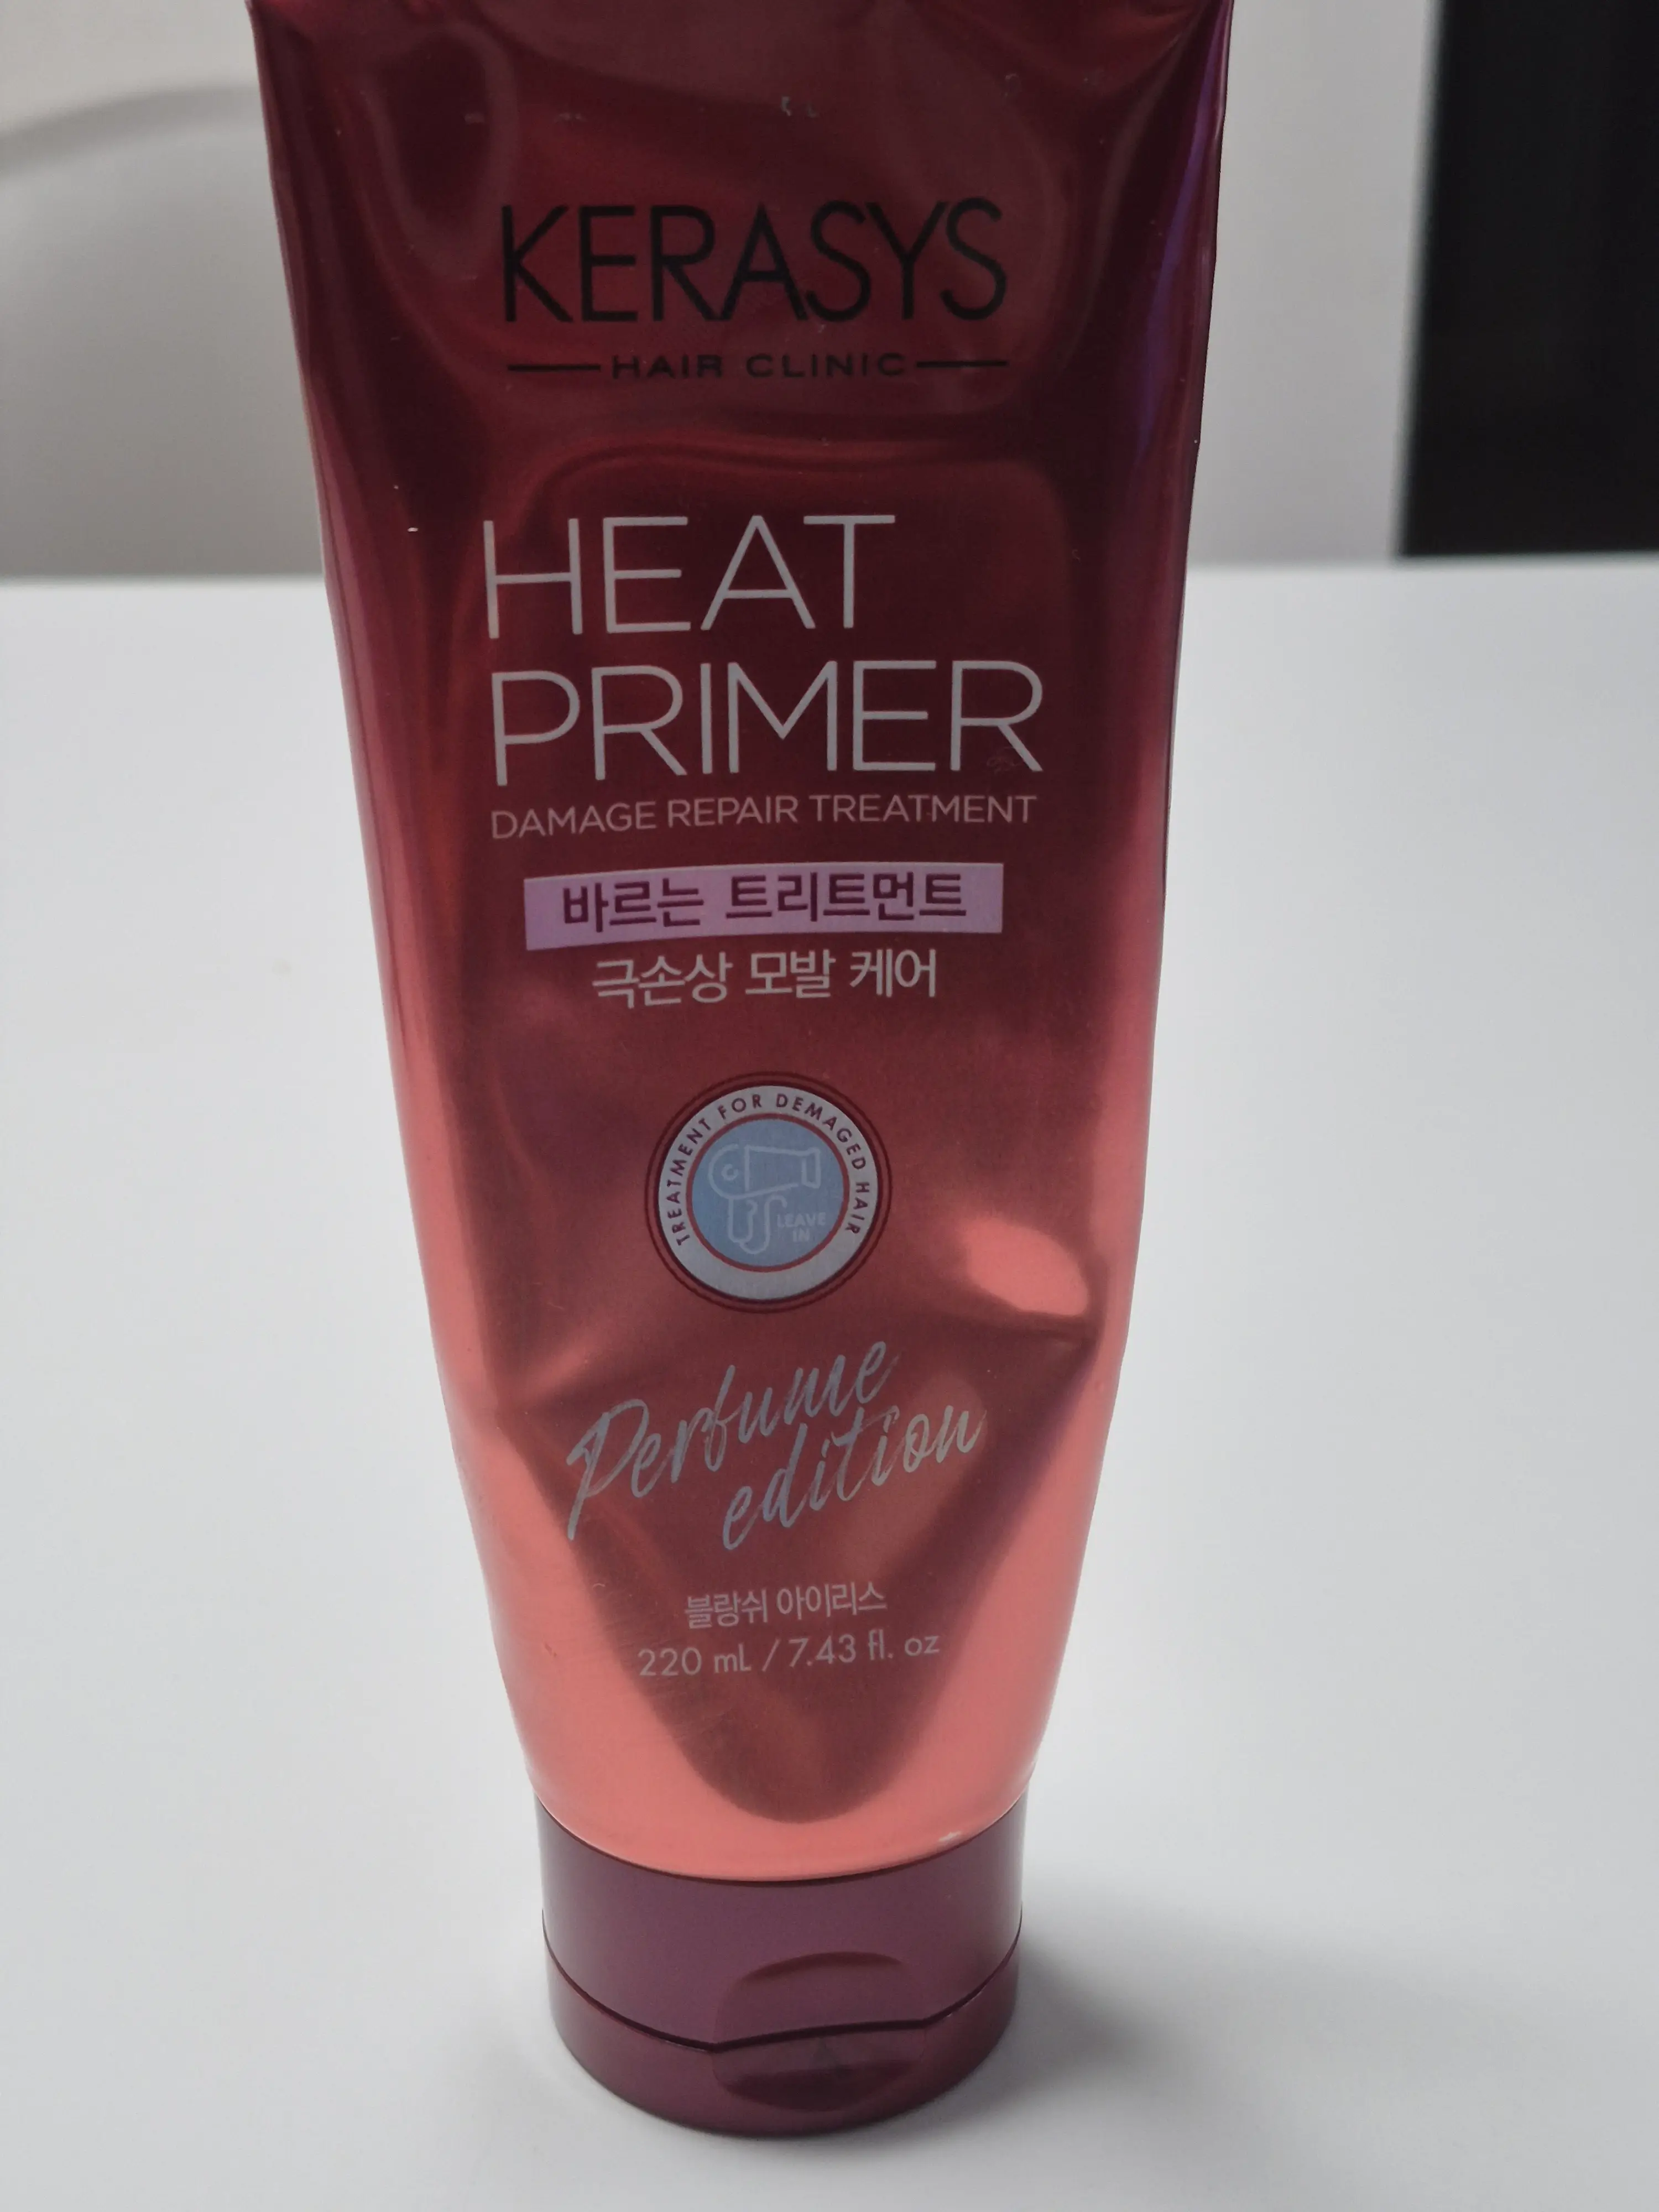 KERASYS
HAIR CLINIC
HEAT
PRIMER
DAMAGE REPAIR TREATMENT
바르는 트리트먼트
극손상 모발 케어
TREATMENT FOR DEMAGED HAIR
LEAVE
IN
Perfume
edition
블랑쉬 아이리스
220 mL / 7.43 fl. oz